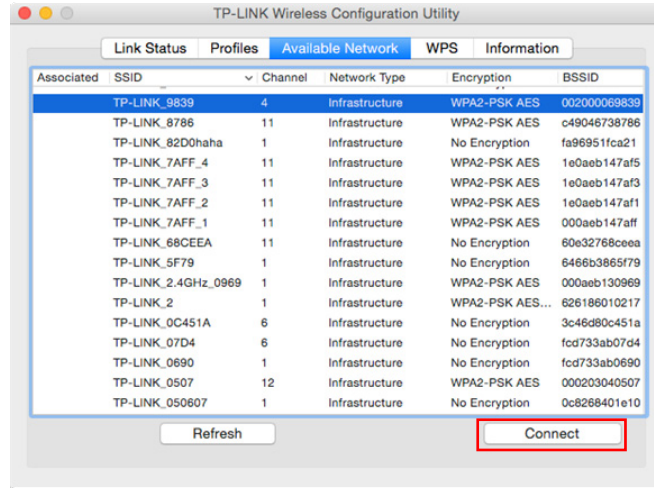 TP-LINK Wireless Configuration Utility
Link Status Profiles Available Network WPS Information
Associated SSID Channel Network Type Encryption BSSID
TP-LINK_9839 4 Infrastructure WPA2-PSK AES 002000069839
TP-LINK_8786 11 Infrastructure WPA2-PSK AES c49046738786
TP-LINK_82D0haha 1 Infrastructure No Encryption fa96951fca21
TP-LINK_7AFF_4 11 Infrastructure WPA2-PSK AES 1e0aeb147af5
TP-LINK_7AFF_3 11 Infrastructure WPA2-PSK AES 1e0aeb147af3
TP-LINK_7AFF_2 11 Infrastructure WPA2-PSK AES 1e0aeb147af1
TP-LINK_7AFF_1 11 Infrastructure WPA2-PSK AES 000aeb147aff
TP-LINK_68CEEA 11 Infrastructure No Encryption 60e32768ceea
TP-LINK_5F79 1 Infrastructure No Encryption 6466b3865f79
TP-LINK_2.4GHz_0969 1 Infrastructure WPA2-PSK AES 000aeb130969
TP-LINK_2 1 Infrastructure WPA2-PSK AES... 626186010217
TP-LINK_0C451A 6 Infrastructure No Encryption 3c46d80c451a
TP-LINK_07D4 6 Infrastructure No Encryption fcd733ab07d4
TP-LINK_0690 1 Infrastructure No Encryption fcd733ab0690
TP-LINK_0507 12 Infrastructure WPA2-PSK AES 000203040507
TP-LINK_050607 1 Infrastructure No Encryption 0c8268401e10
Refresh Connect